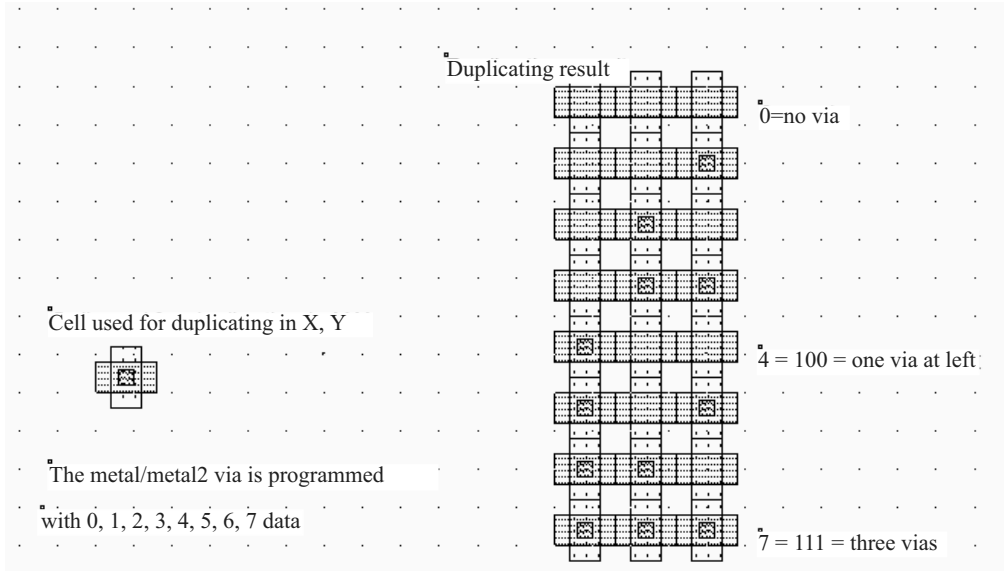 Duplicating result
0=no via
Cell used for duplicating in X, Y
4 = 100 = one via at left
The metal/metal2 via is programmed
with 0, 1, 2, 3, 4, 5, 6, 7 data
7 = 111 = three vias